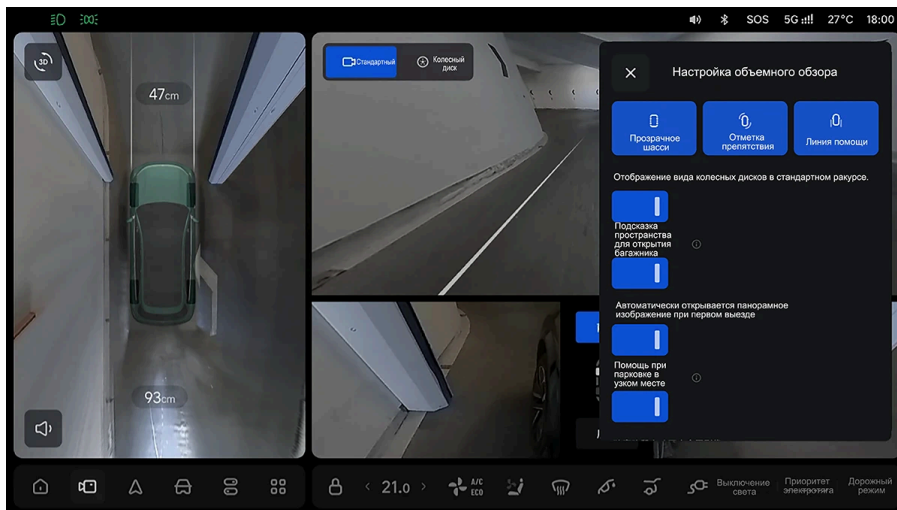 SOS
5G
27°C
18:00
3D
47cm
93cm
Стандартный
Колесный
диск
Настройка объемного обзора
Прозрачное
шасси
Отметка
препятствия
Линия помощи
Отображение вида колесных дисков в стандартном ракурсе.
Подсказка
пространства
для открытия
багажника
Автоматически открывается панорамное
изображение при первом выезде
Помощь при
парковке в
узком месте
21.0
A/C
ECO
Выключение
света
Приоритет
электротяга
Дорожный
режим